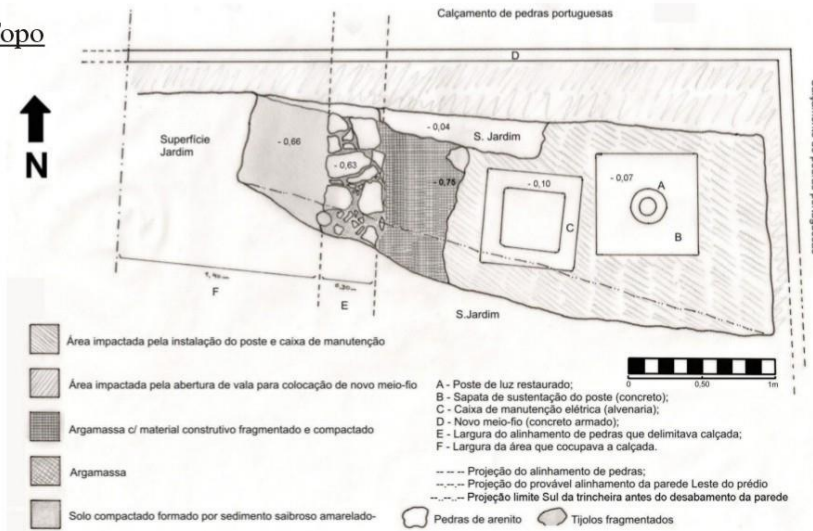 Topo
Calçamento de pedras portuguesas
D
N
Superfície
Jardim
- 0,66
- 0,63
- 0,04
S. Jardim
- 0,75
- 0,10
C
- 0,07
A
B
F
E
S.Jardim
Área impactada pela instalação do poste e caixa de manutenção
Área impactada pela abertura de vala para colocação de novo meio-fio
Argamassa c/ material construtivo fragmentado e compactado
Argamassa
Solo compactado formado por sedimento saibroso amarelado-
0 0,50 1m
A - Poste de luz restaurado;
B - Sapata de sustentação do poste (concreto);
C - Caixa de manutenção elétrica (alvenaria);
D - Novo meio-fio (concreto armado);
E - Largura do alinhamento de pedras que delimitava calçada;
F - Largura da área que cocupava a calçada.
Projeção do alinhamento de pedras;
Projeção do provável alinhamento da parede Leste do prédio
Projeção limite Sul da trincheira antes do desabamento da parede
Pedras de arenito Tijolos fragmentados